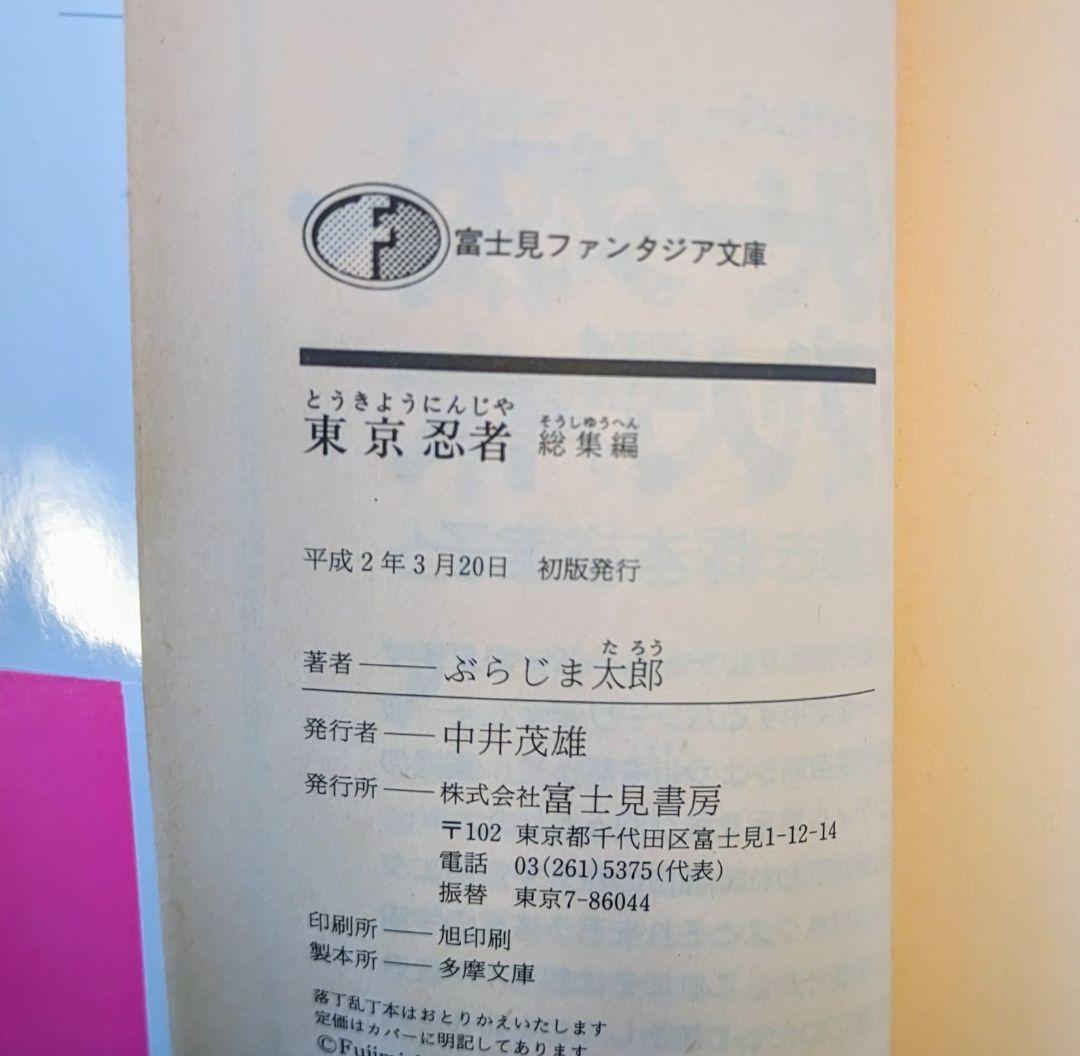 富士見ファンタジア文庫
とうきようにんじや そうしゆうへん
東京忍者 総集編
平成2年3月20日 初版発行
たろう
著者――ぶらじま太郎
発行者――中井茂雄
発行所――株式会社富士見書房
〒102 東京都千代田区富士見1-12-14
電話 03(261)5375(代表)
振替 東京7-86044
印刷所――旭印刷
製本所――多摩文庫
落丁乱丁本はおとりかえいたします
定価はカバーに明記してあります